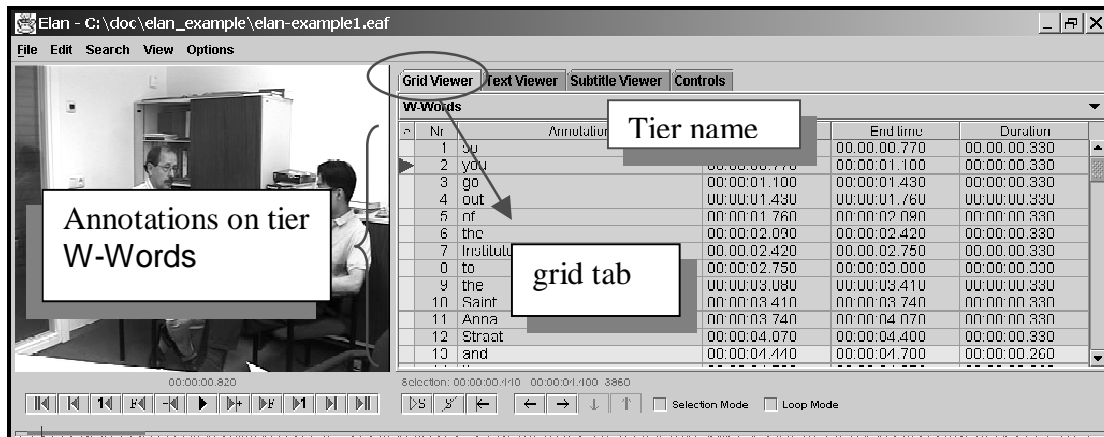 Elan - C:\doc\elan_example\elan-example1.eaf
File Edit Search View Options
Grid Viewer Text Viewer Subtitle Viewer Controls
W-Words
Tier name
Nr Annotation End time Duration
1 so 00:00:00.770 00:00:00.330
2 you 00:00:00.770 00:00:01.100 00:00:00.330
3 go 00:00:01.100 00:00:01.430 00:00:00.330
4 out 00:00:01.430 00:00:01.760 00:00:00.330
5 of 00:00:01.760 00:00:02.090 00:00:00.330
6 the 00:00:02.090 00:00:02.420 00:00:00.330
7 00:00:02.420 00:00:02.750 00:00:00.330
to 00:00:02.750
9 the 00:00:03.080 00:00:03.410 00:00:00.330
10 Saint 00:00:03.410 00:00:03.740 00:00:00.330
11 Anna 00:00:03.740 00:00:04.070 00:00:00.330
12 Straat 00:00:04.070 00:00:04.400 00:00:00.330
13 and 00:00:04.440 00:00:04.700 00:00:00.260
Annotations on tier
W-Words
grid tab
00:00:00.820
Selection:
Selection Mode Loop Mode